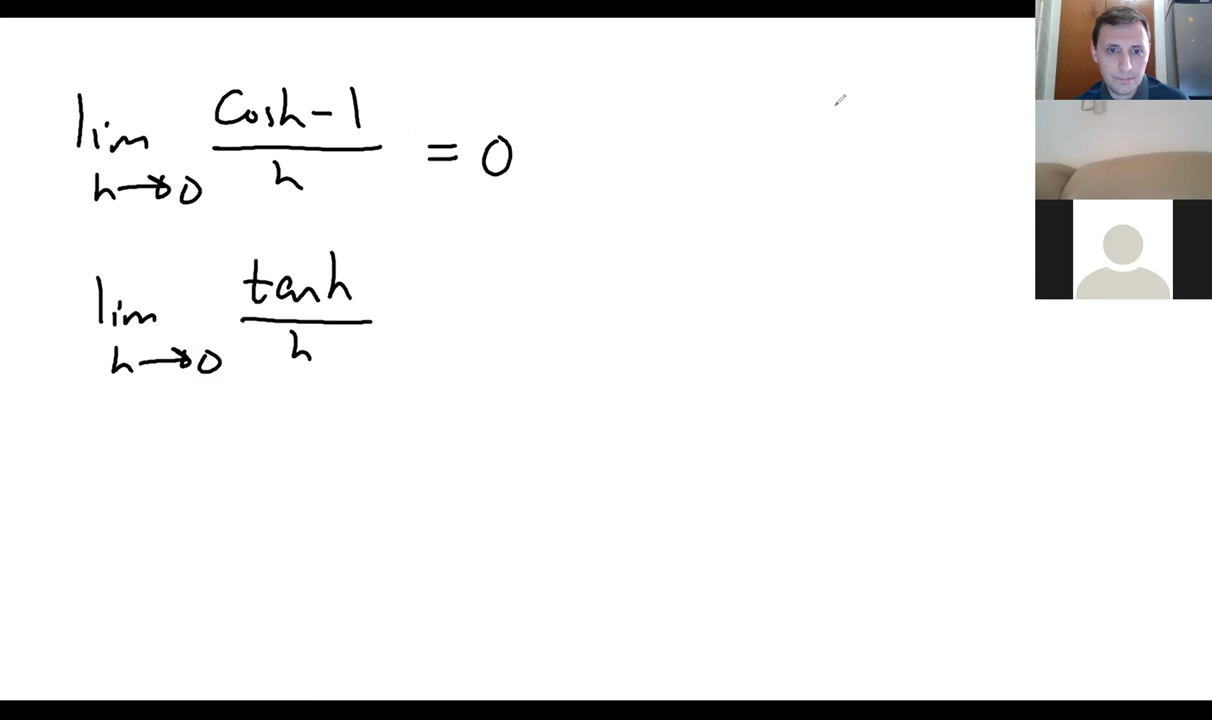 lim h→0 (cosh-1)/h = 0
lim h→0 tanh/h